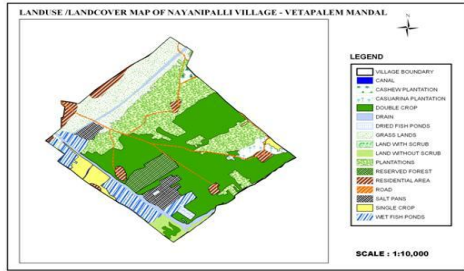 LANDUSE /LANDCOVER MAP OF NAYANIPALLI VILLAGE - VETAPALEM MANDAL
N
LEGEND
VILLAGE BOUNDARY
CANAL
CASHEW PLANTATION
CASUARINA PLANTATION
DOUBLE CROP
DRAIN
DRIED FISH PONDS
GRASS LANDS
LAND WITH SCRUB
LAND WITHOUT SCRUB
PLANTATIONS
RESERVED FOREST
RESIDENTIAL AREA
ROAD
SALT PANS
SINGLE CROP
WET FISH PONDS
SCALE : 1:10,000